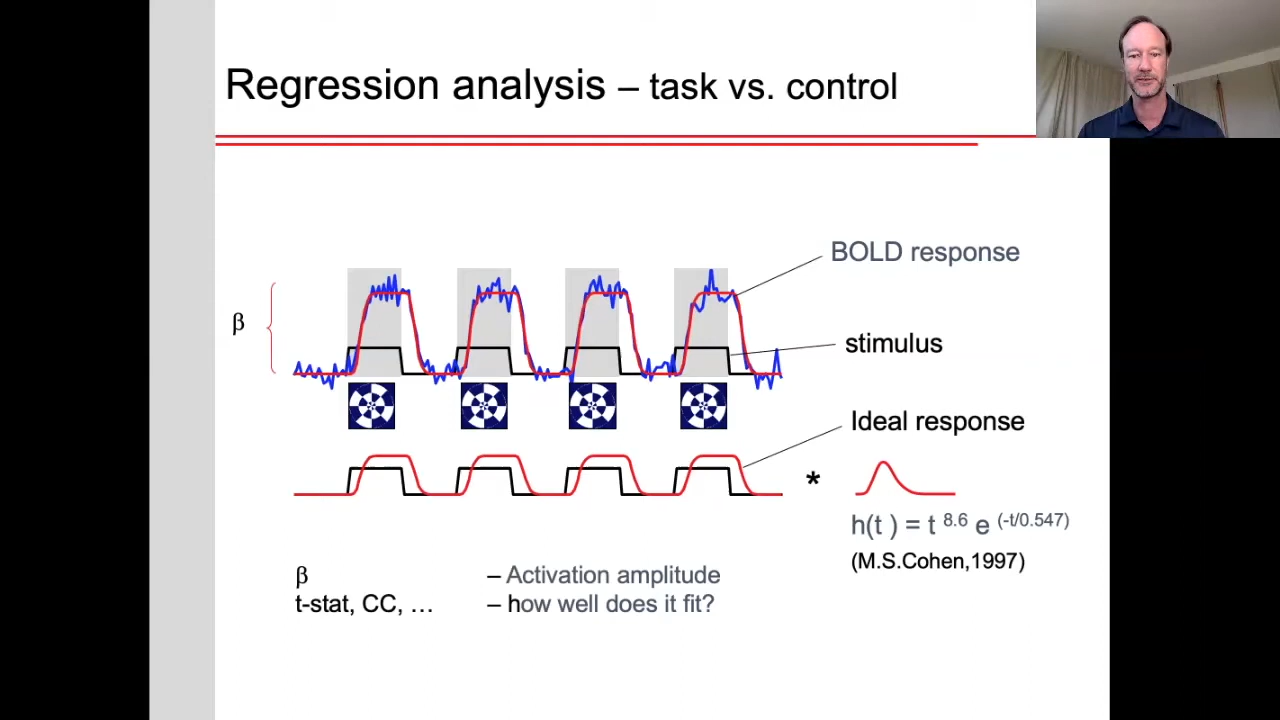 Regression analysis – task vs. control
BOLD response
β
stimulus
Ideal response
*
h(t ) = t 8.6 e (-t/0.547)
(M.S.Cohen,1997)
β – Activation amplitude
t-stat, CC, … – how well does it fit?